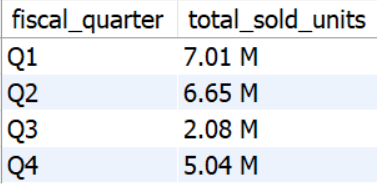 fiscal_quarter total_sold_units
Q1 7.01 M
Q2 6.65 M
Q3 2.08 M
Q4 5.04 M